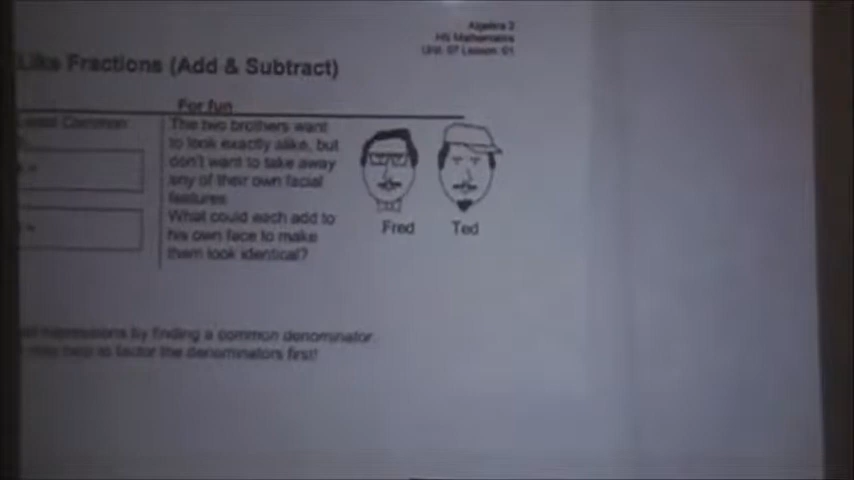 Algebra 2
HS Mathematics
Unit: 07 Lesson: 01
Like Fractions (Add & Subtract)
For fun
Common
The two brothers want
to look exactly alike, but
don't want to take away
any of their own facial
features
What could each add to
his own face to make
them look identical?
=
=
Fred
Ted
expressions by finding a common denominator.
help to factor the denominators first!